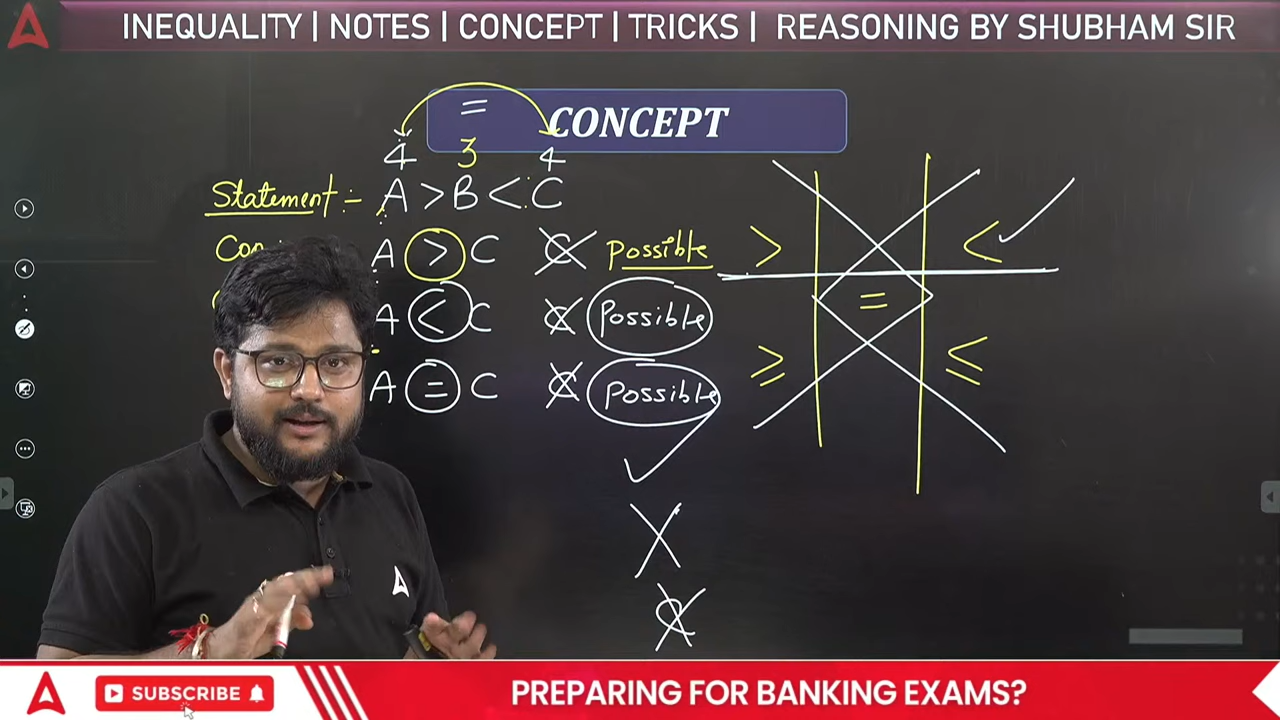 INEQUALITY | NOTES | CONCEPT | TRICKS | REASONING BY SHUBHAM SIR
=
CONCEPT
4 3 4
Statement :- A > B < C
A > C possible
A < C Possible
A = C Possible
> <
=
≥ ≤
SUBSCRIBE
PREPARING FOR BANKING EXAMS?